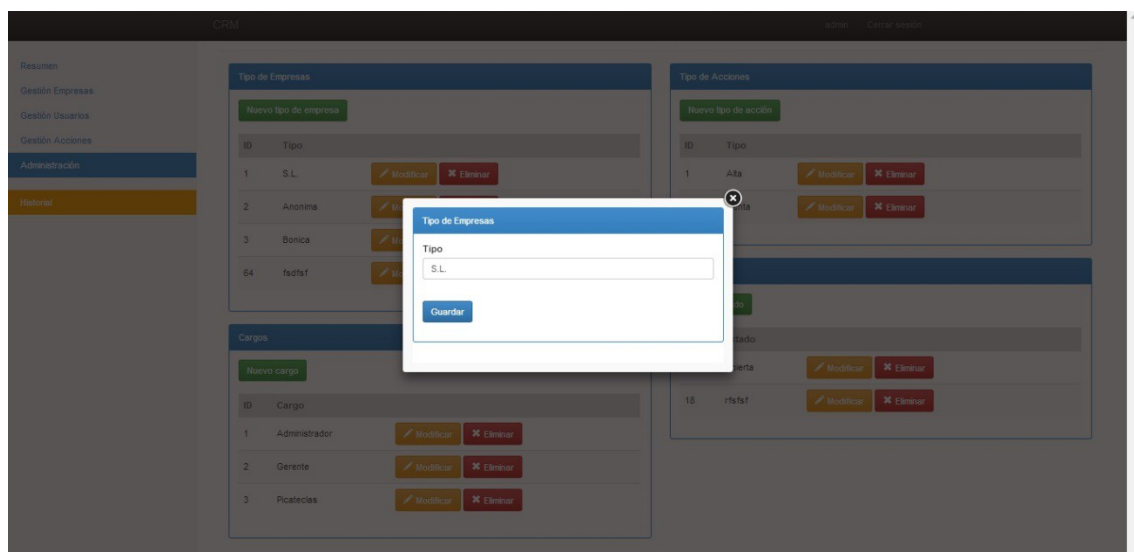 CRM admin Cerrar sesión
Resumen
Gestión Empresas
Gestión Usuarios
Gestión Acciones
Administración
Historial
Tipo de Empresas
Nuevo tipo de empresa
ID Tipo
1 S.L. Modificar Eliminar
2 Anonima
3 Bonica
64 fsdfsf
Tipo de Acciones
Nuevo tipo de acción
ID Tipo
1 Alta Modificar Eliminar
Modificar Eliminar
Tipo de Empresas
Tipo
S.L.
Guardar
Cargos
Nuevo cargo
ID Cargo
1 Administrador Modificar Eliminar
2 Gerente Modificar Eliminar
3 Picateclas Modificar Eliminar
Modificar Eliminar
18 rfsfsf Modificar Eliminar